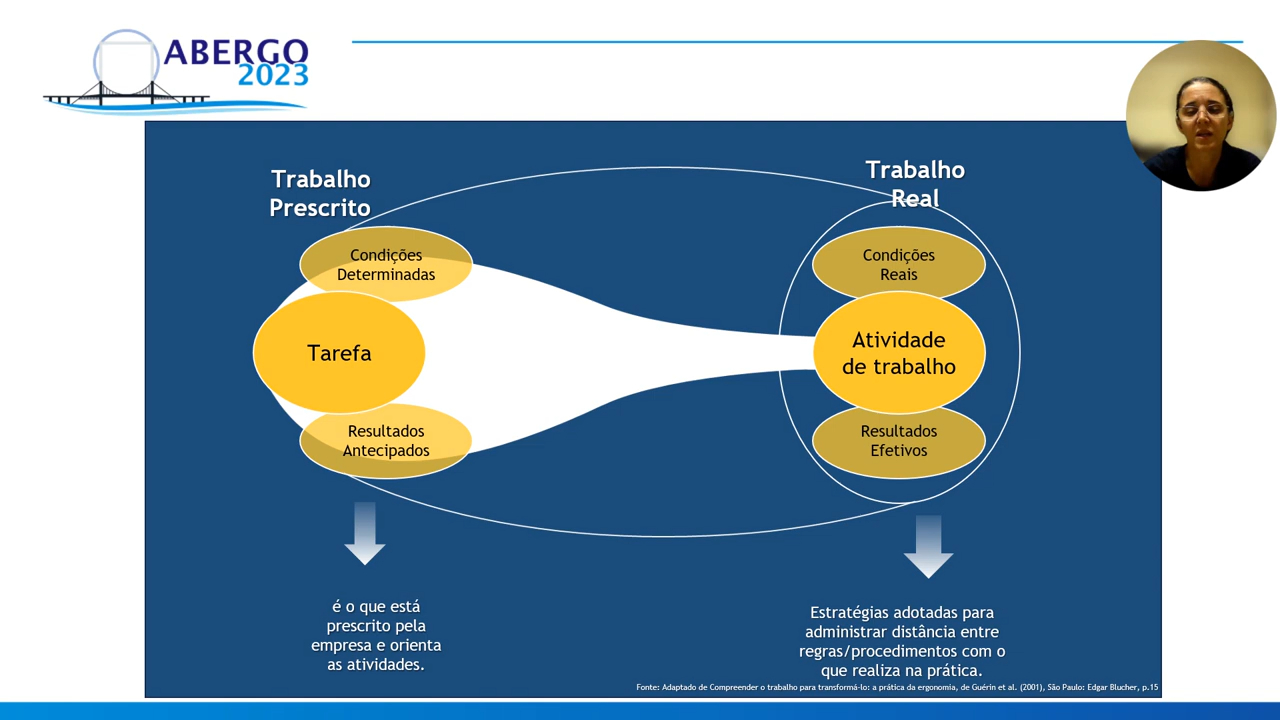 ABERGO
2023
Trabalho
Prescrito
Condições
Determinadas
Tarefa
Resultados
Antecipados
é o que está
prescrito pela
empresa e orienta
as atividades.
Trabalho
Real
Condições
Reais
Atividade
de trabalho
Resultados
Efetivos
Estratégias adotadas para
administrar distância entre
regras/procedimentos com o
que realiza na prática.
Fonte: Adaptado de Compreender o trabalho para transformá-lo: a prática da ergonomia, de Guérin et al. (2001), São Paulo: Edgar Blucher, p.15